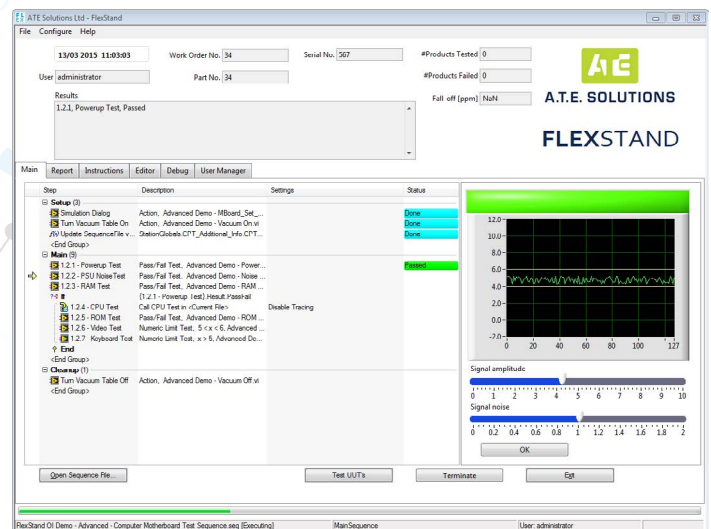 ATE Solutions Ltd - FlexStand
File Configure Help
13/03 2015 11:03:03 Work Order No. 34 Serial No. 567 #Products Tested 0
User administrator Part No. 34 #Products Failed 0
Results Fall off [ppm] NaN
1.2.1, Powerup Test, Passed
A.T.E. SOLUTIONS
FLEXSTAND
Main Report Instructions Editor Debug User Manager
Step Description Settings Status
Setup (3)
Simulation Dialog Action, Advanced Demo - MBoard_Set_... Done
Turn Vacuum Table On Action, Advanced Demo - Vacuum On.vi Done
Update SequenceFile v... StationGlobals.CPT_Additional_Info.CPT... Done
<End Group>
Main (9)
1.2.1 - Powerup Test Pass/Fail Test, Advanced Demo - Power... Passed
1.2.2 - PSU NoiseTest Pass/Fail Test, Advanced Demo - Noise ...
1.2.3 - RAM Test Pass/Fail Test, Advanced Demo - RAM ...
If {1.2.1 - Powerup Test}.Result.PassFail
1.2.4 - CPU Test Call CPU Test in <Current File> Disable Tracing
1.2.5 - ROM Test Pass/Fail Test, Advanced Demo - ROM ...
1.2.6 - Video Test Numeric Limit Test, 5 < x < 6, Advanced ...
1.2.7 Keyboard Test Numeric Limit Test, x > 5, Advanced De...
End
<End Group>
Cleanup (1)
Turn Vacuum Table Off Action, Advanced Demo - Vacuum Off.vi
<End Group>
12.0
10.0
8.0
6.0
4.0
2.0
0.0
-2.0
0 20 40 60 80 100 127
Signal amplitude
0 1 2 3 4 5 6 7 8 9 10
Signal noise
0 0.2 0.4 0.6 0.8 1 1.2 1.4 1.6 1.8 2
OK
Open Sequence File... Test UUT's Terminate Exit
FlexStand OI Demo - Advanced - Computer Motherboard Test Sequence.seq [Executing] MainSequence User: administrator